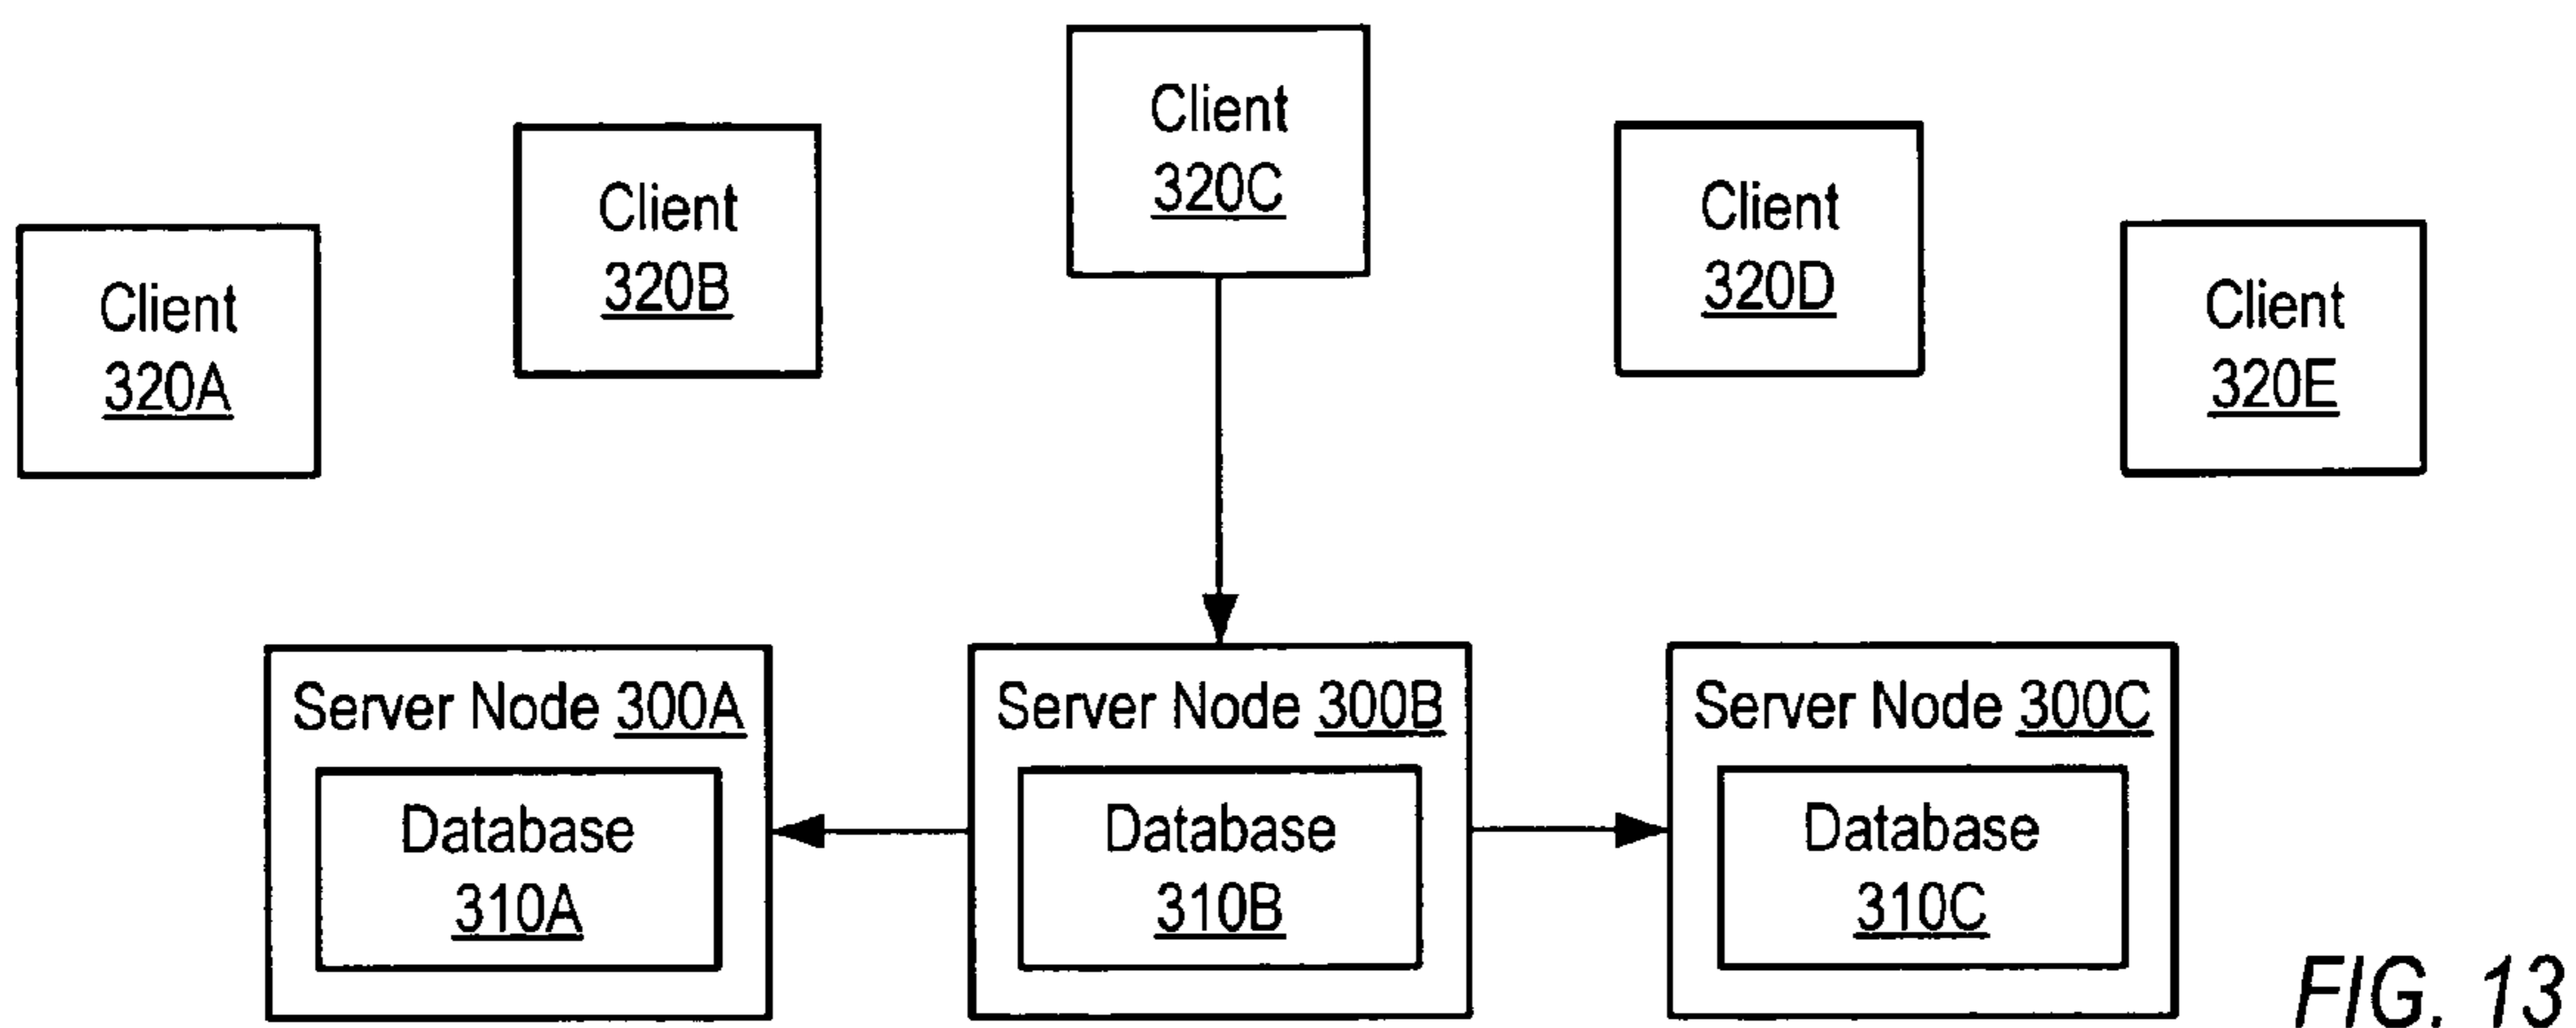 Client
320C
Client
320B
Client
320D
Client
320A
Client
320E
Server Node 300A
Database
310A
Server Node 300B
Database
310B
Server Node 300C
Database
310C
FIG. 13